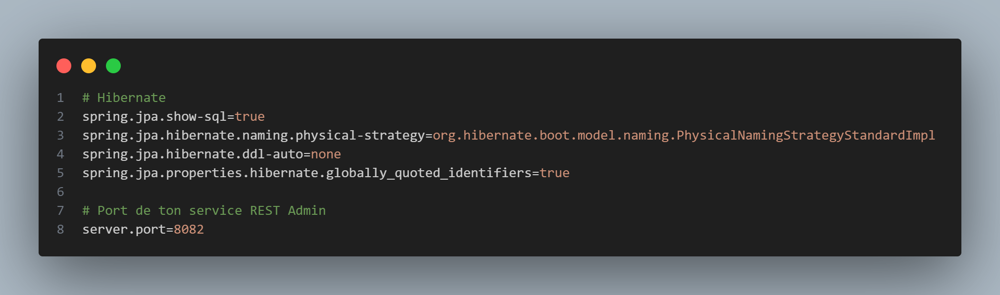 1 # Hibernate
2 spring.jpa.show-sql=true
3 spring.jpa.hibernate.naming.physical-strategy=org.hibernate.boot.model.naming.PhysicalNamingStrategyStandardImpl
4 spring.jpa.hibernate.ddl-auto=none
5 spring.jpa.properties.hibernate.globally_quoted_identifiers=true
6
7 # Port de ton service REST Admin
8 server.port=8082